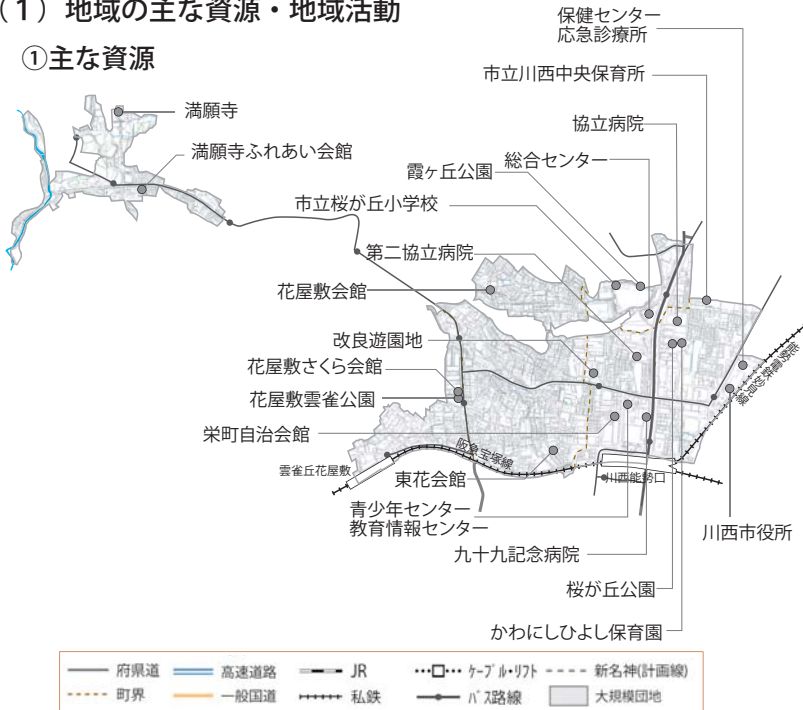 （1）地域の主な資源・地域活動
①主な資源
保健センター
応急診療所
市立川西中央保育所
協立病院
総合センター
霞ヶ丘公園
市立桜が丘小学校
第二協立病院
満願寺
満願寺ふれあい会館
花屋敷会館
改良遊園地
花屋敷さくら会館
花屋敷雲雀公園
栄町自治会館
能勢電鉄妙見線
阪急宝塚線
雲雀丘花屋敷
東花会館
川西能勢口
青少年センター
教育情報センター
川西市役所
九十九記念病院
桜が丘公園
かわにしひよし保育園
府県道 高速道路 JR ケーブル・リフト 新名神(計画線)
町界 一般国道 私鉄 バス路線 大規模団地